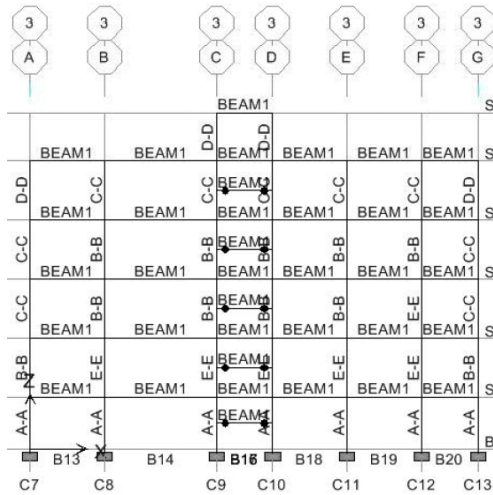 3 3 3 3 3 3 3
A B C D E F G
BEAM1
D-D D-D
BEAM1 BEAM1 BEAM1 BEAM1 BEAM1 S
D-D C-C C-C BEAM1 C-C C-C C-C D-D
BEAM1 BEAM1 BEAM1 BEAM1 BEAM1 S
C-C B-B B-B BEAM1 B-B B-B B-B C-C
BEAM1 BEAM1 BEAM1 BEAM1 BEAM1 S
C-C B-B B-B BEAM1 B-B B-B E-E C-C
BEAM1 BEAM1 BEAM1 BEAM1 BEAM1 S
B-B E-E E-E BEAM1 E-E E-E E-E B-B
Z
BEAM1 BEAM1 BEAM1 BEAM1 BEAM1 S
A-A A-A A-A BEAM1 A-A A-A A-A A-A
X B
B13 B14 B18 B19 B20
C7 C8 C9 C10 C11 C12 C13